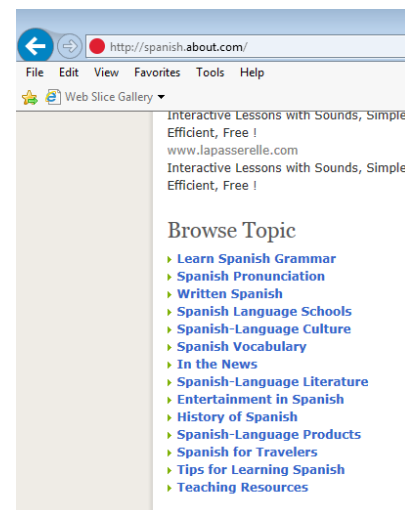 http://spanish.about.com/
File Edit View Favorites Tools Help
Web Slice Gallery
Interactive Lessons with Sounds, Simple
Efficient, Free !
www.lapasserelle.com
Interactive Lessons with Sounds, Simple
Efficient, Free !
Browse Topic
Learn Spanish Grammar
Spanish Pronunciation
Written Spanish
Spanish Language Schools
Spanish-Language Culture
Spanish Vocabulary
In the News
Spanish-Language Literature
Entertainment in Spanish
History of Spanish
Spanish-Language Products
Spanish for Travelers
Tips for Learning Spanish
Teaching Resources